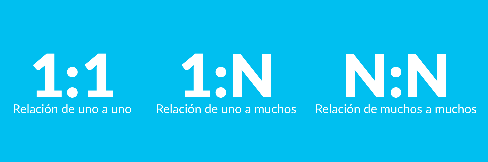 1:1 1:N N:N
Relación de uno a uno Relación de uno a muchos Relación de muchos a muchos